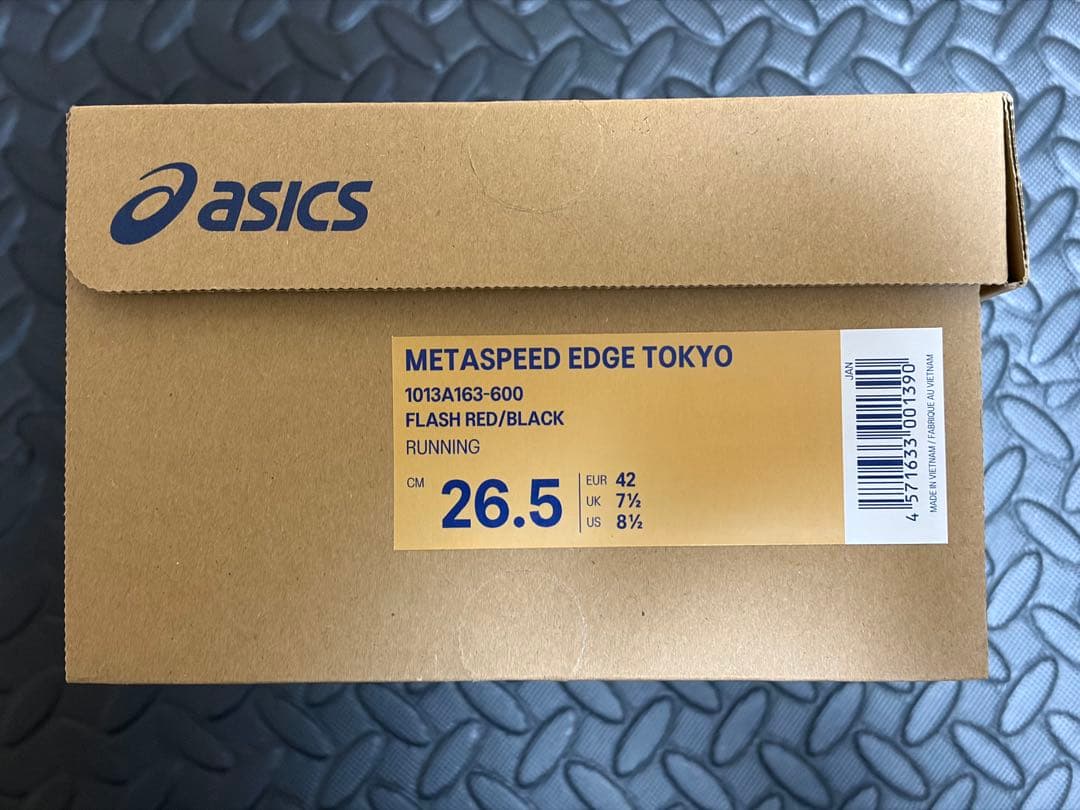 asics
METASPEED EDGE TOKYO
1013A163-600
FLASH RED/BLACK
RUNNING
CM 26.5
EUR 42
UK 7½
US 8½
JAN
4 571633 001390
MADE IN VIETNAM / FABRIQUE AU VIETNAM